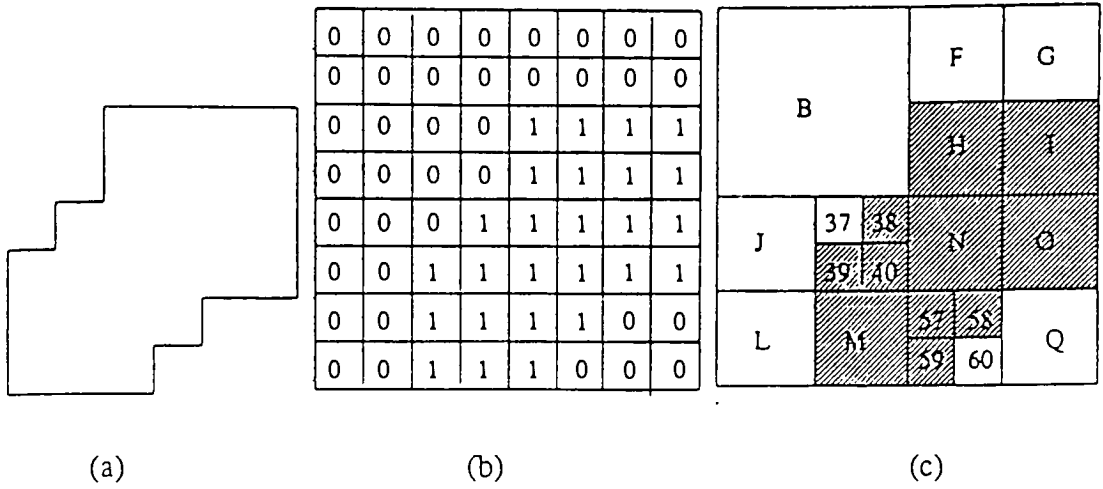 0 0 0 0 0 0 0 0
0 0 0 0 0 0 0 0
0 0 0 0 1 1 1 1
0 0 0 0 1 1 1 1
0 0 0 1 1 1 1 1
0 0 1 1 1 1 1 1
0 0 1 1 1 1 0 0
0 0 1 1 1 0 0 0
F G
B
H I
37 38
J N O
39 40
57 58
L M Q
59 60
(a) (b) (c)